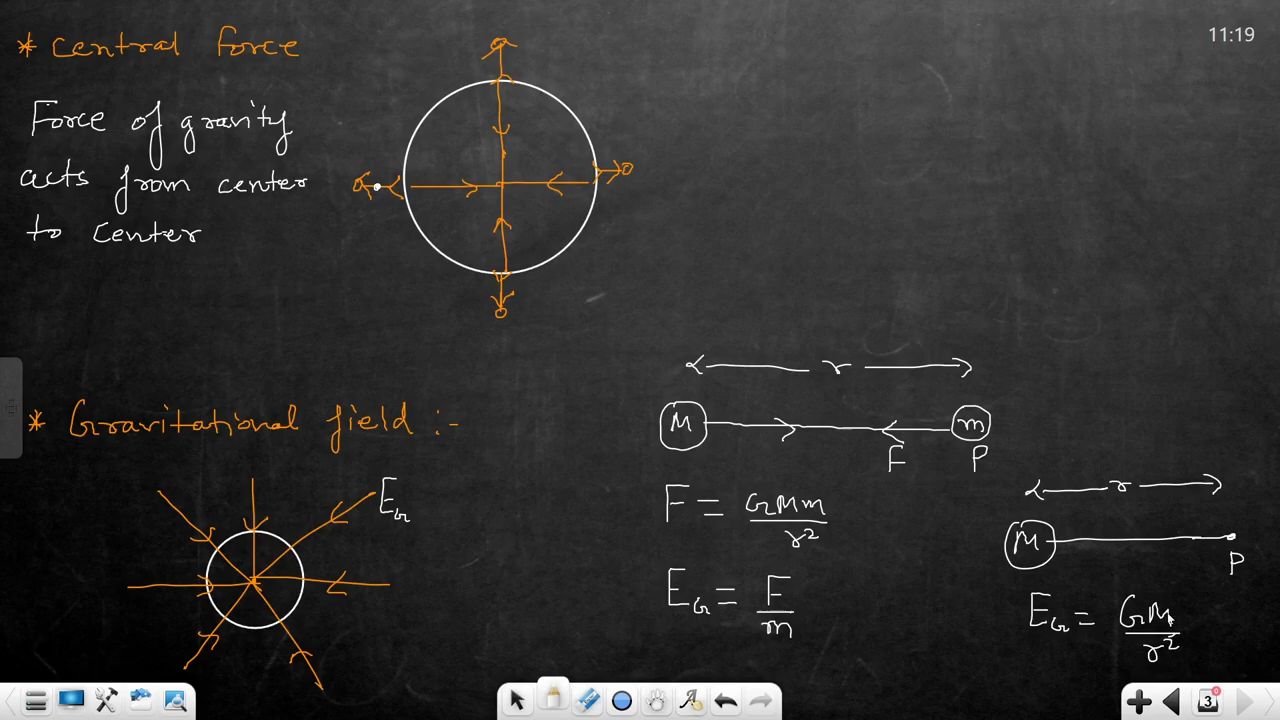 11:19
* Central force
Force of gravity
acts from center
to center
r
M m
F P
* Gravitational field :-
E_G
F = GMm / r²
E_G = F / m
r
M
P
E_G = GM / r²
3